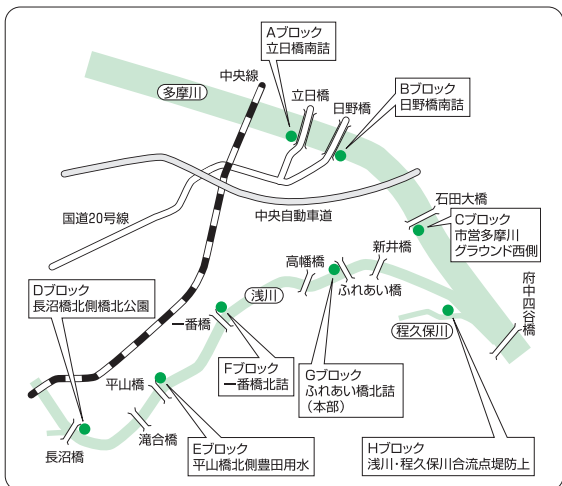 Aブロック
立日橋南詰
中央線
多摩川
立日橋
日野橋
Bブロック
日野橋南詰
石田大橋
国道20号線
中央自動車道
Cブロック
市営多摩川
グラウンド西側
新井橋
高幡橋
ふれあい橋
浅川
Dブロック
長沼橋北側橋北公園
一番橋
程久保川
府中四谷橋
Fブロック
一番橋北詰
Gブロック
ふれあい橋北詰
（本部）
平山橋
滝合橋
長沼橋
Eブロック
平山橋北側豊田用水
Hブロック
浅川・程久保川合流点堤防上